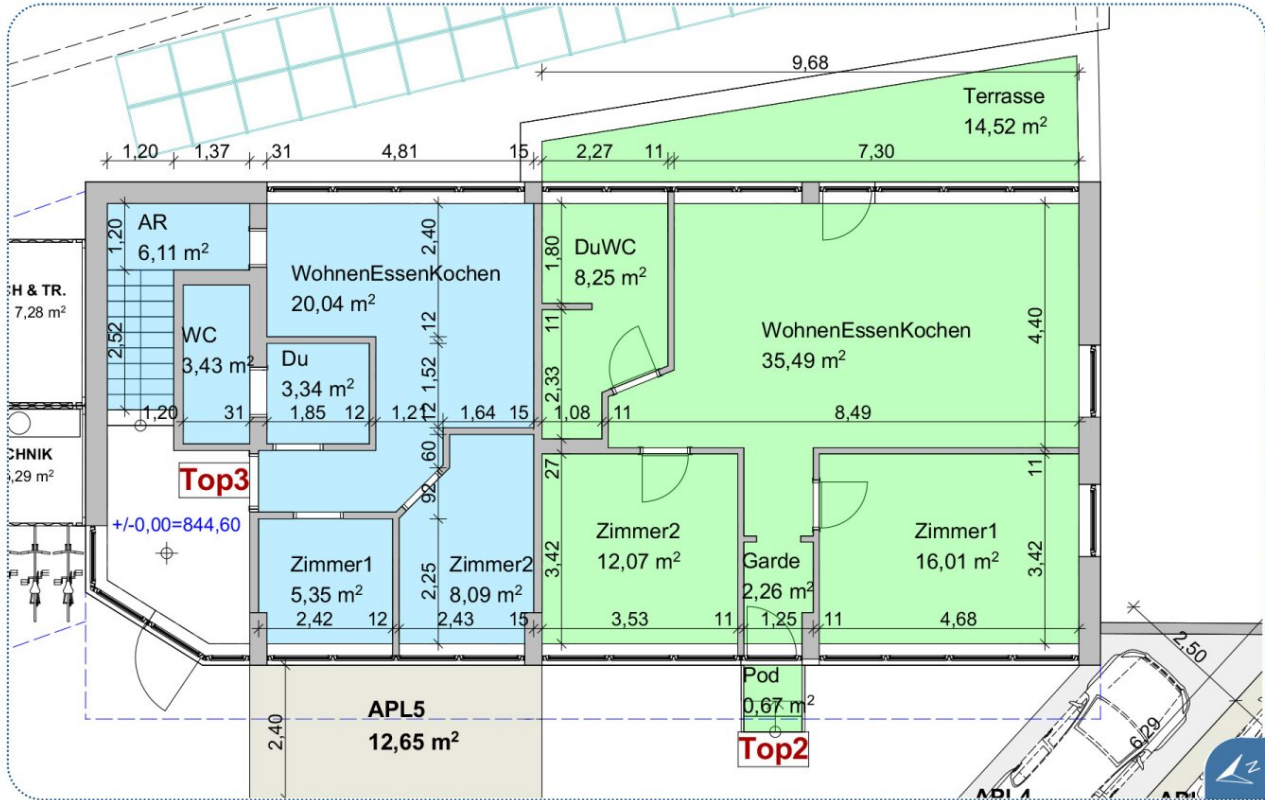 9,68
Terrasse
14,52 m²
1,20 1,37 31 4,81 15 2,27 11 7,30
AR
6,11 m²
1,20
2,40
1,80
DuWC
8,25 m²
WohnenEssenKochen
20,04 m²
H & TR.
7,28 m²
2,52
WC
3,43 m²
Du
3,34 m²
12
1,52
12
11
2,33
WohnenEssenKochen
35,49 m²
4,40
1,20 31 1,85 12 1,21 1,64 15 1,08 11 8,49
CHNIK
,29 m²
Top3
60
92
27
11
+/-0,00=844,60
Zimmer1
5,35 m²
Zimmer2
8,09 m²
2,25
3,42
Zimmer2
12,07 m²
Garde
2,26 m²
Zimmer1
16,01 m²
3,42
2,42 12 2,43 15 3,53 11 1,25 11 4,68
2,50
Pod
0,67 m²
APL5
12,65 m²
2,40
Top2
6,29
APL4
N